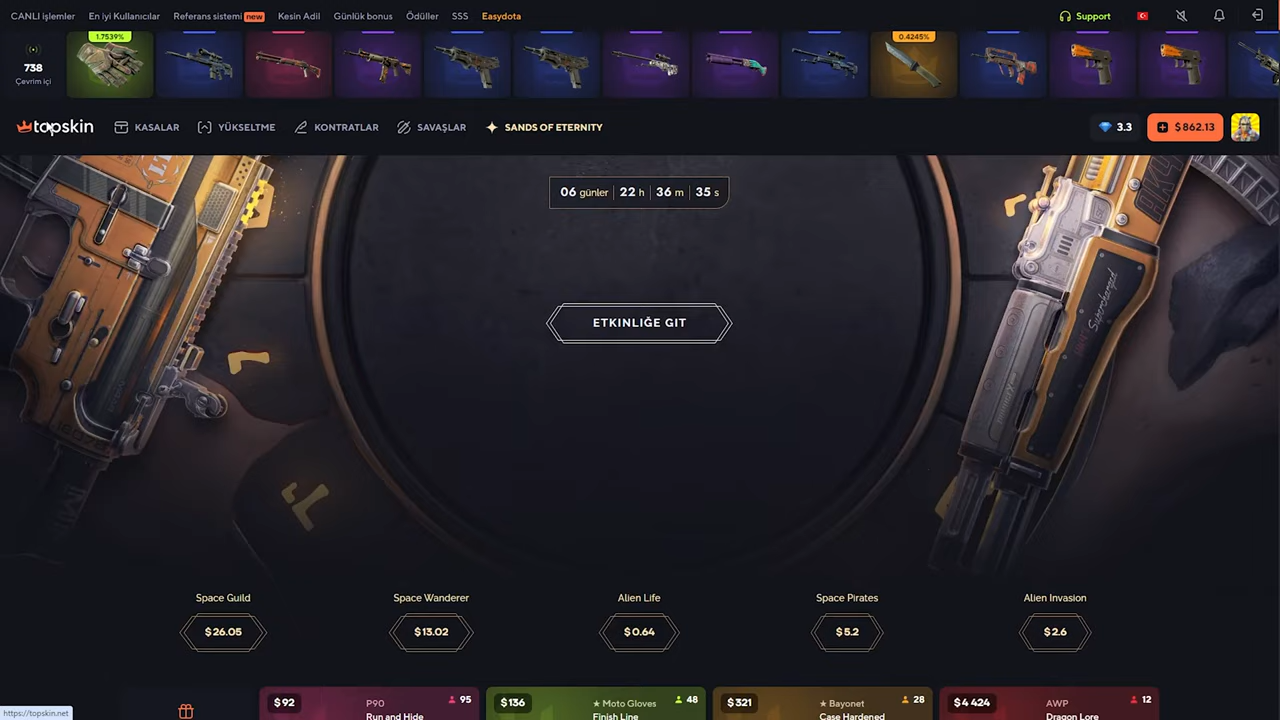 CANLI işlemler En iyi Kullanıcılar Referans sistemi new Kesin Adil Günlük bonus Ödüller SSS Easydota Support
1.7539% 0.4245%
738
Çevrim içi
topskin KASALAR YÜKSELTME KONTRATLAR SAVAŞLAR SANDS OF ETERNITY 3.3 $862.13
06 günler 22 h 36 m 35 s
ETKINLIĞE GIT
AK47
Supercharged
Space Guild Space Wanderer Alien Life Space Pirates Alien Invasion
$26.05 $13.02 $0.64 $5.2 $2.6
$92 P90 95 $136 ★ Moto Gloves 48 $321 ★ Bayonet 28 $4 424 AWP 12
Run and Hide Finish Line Case Hardened Dragon Lore
https://topskin.net